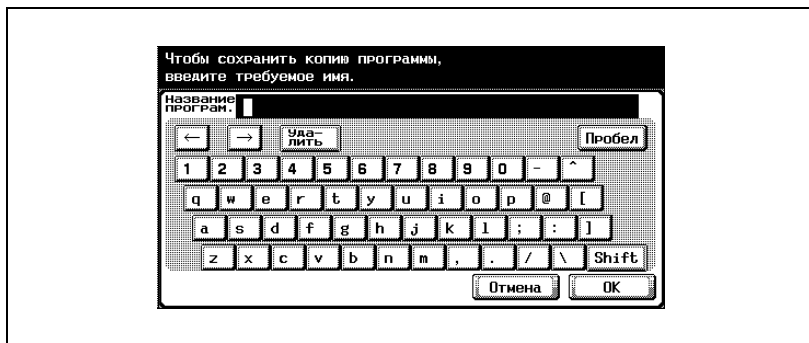 Чтобы сохранить копию программы,
введите требуемое имя.
Название
програм.
← → Уда-
лить Пробел
1 2 3 4 5 6 7 8 9 0 - ^
q w e r t y u i o p @ [
a s d f g h j k l ; : ]
z x c v b n m , . / \ Shift
Отмена OK